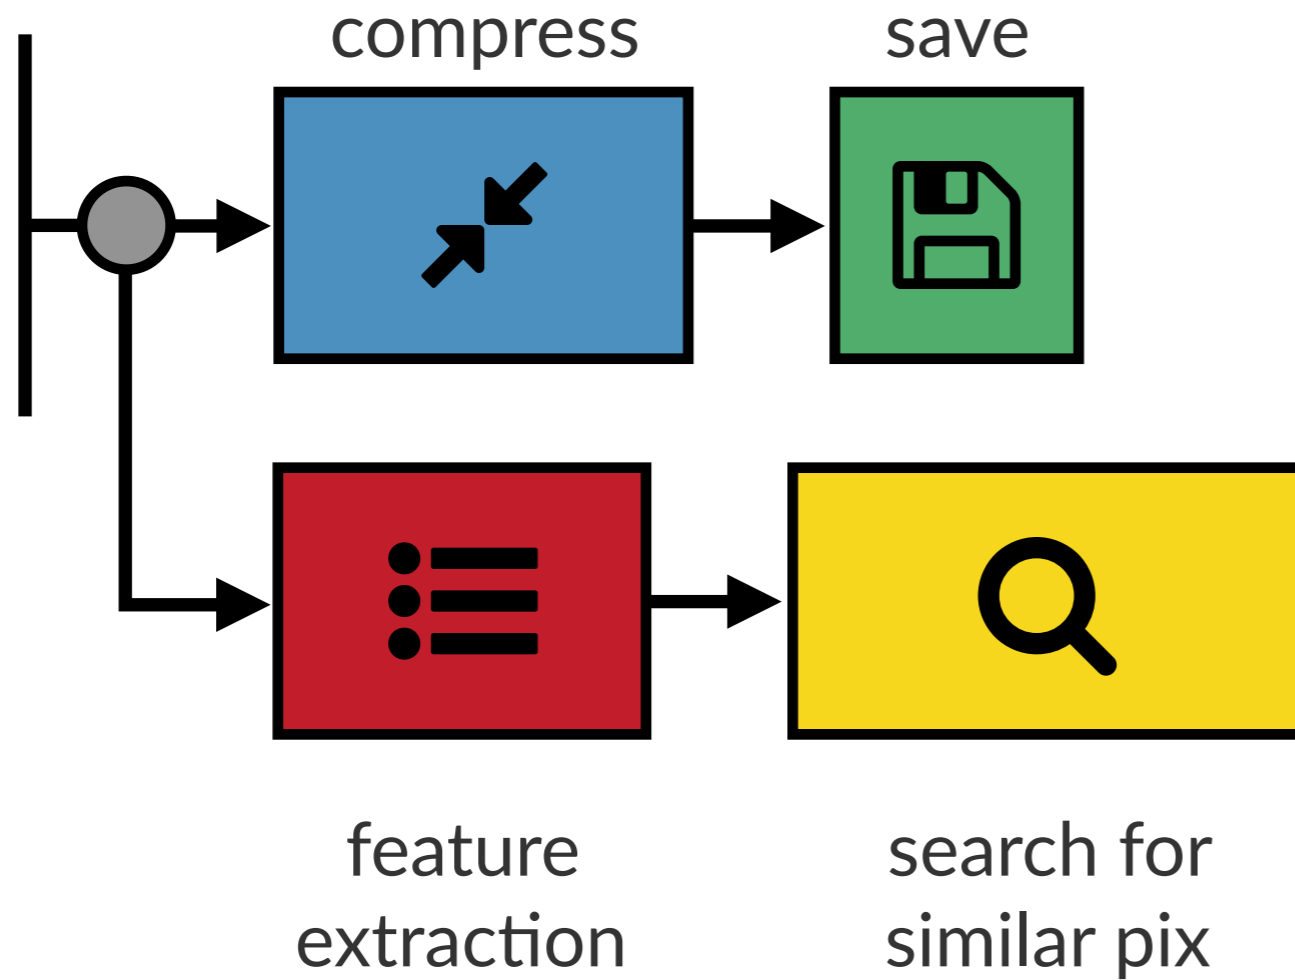 compress
save
feature
extraction
search for
similar pix